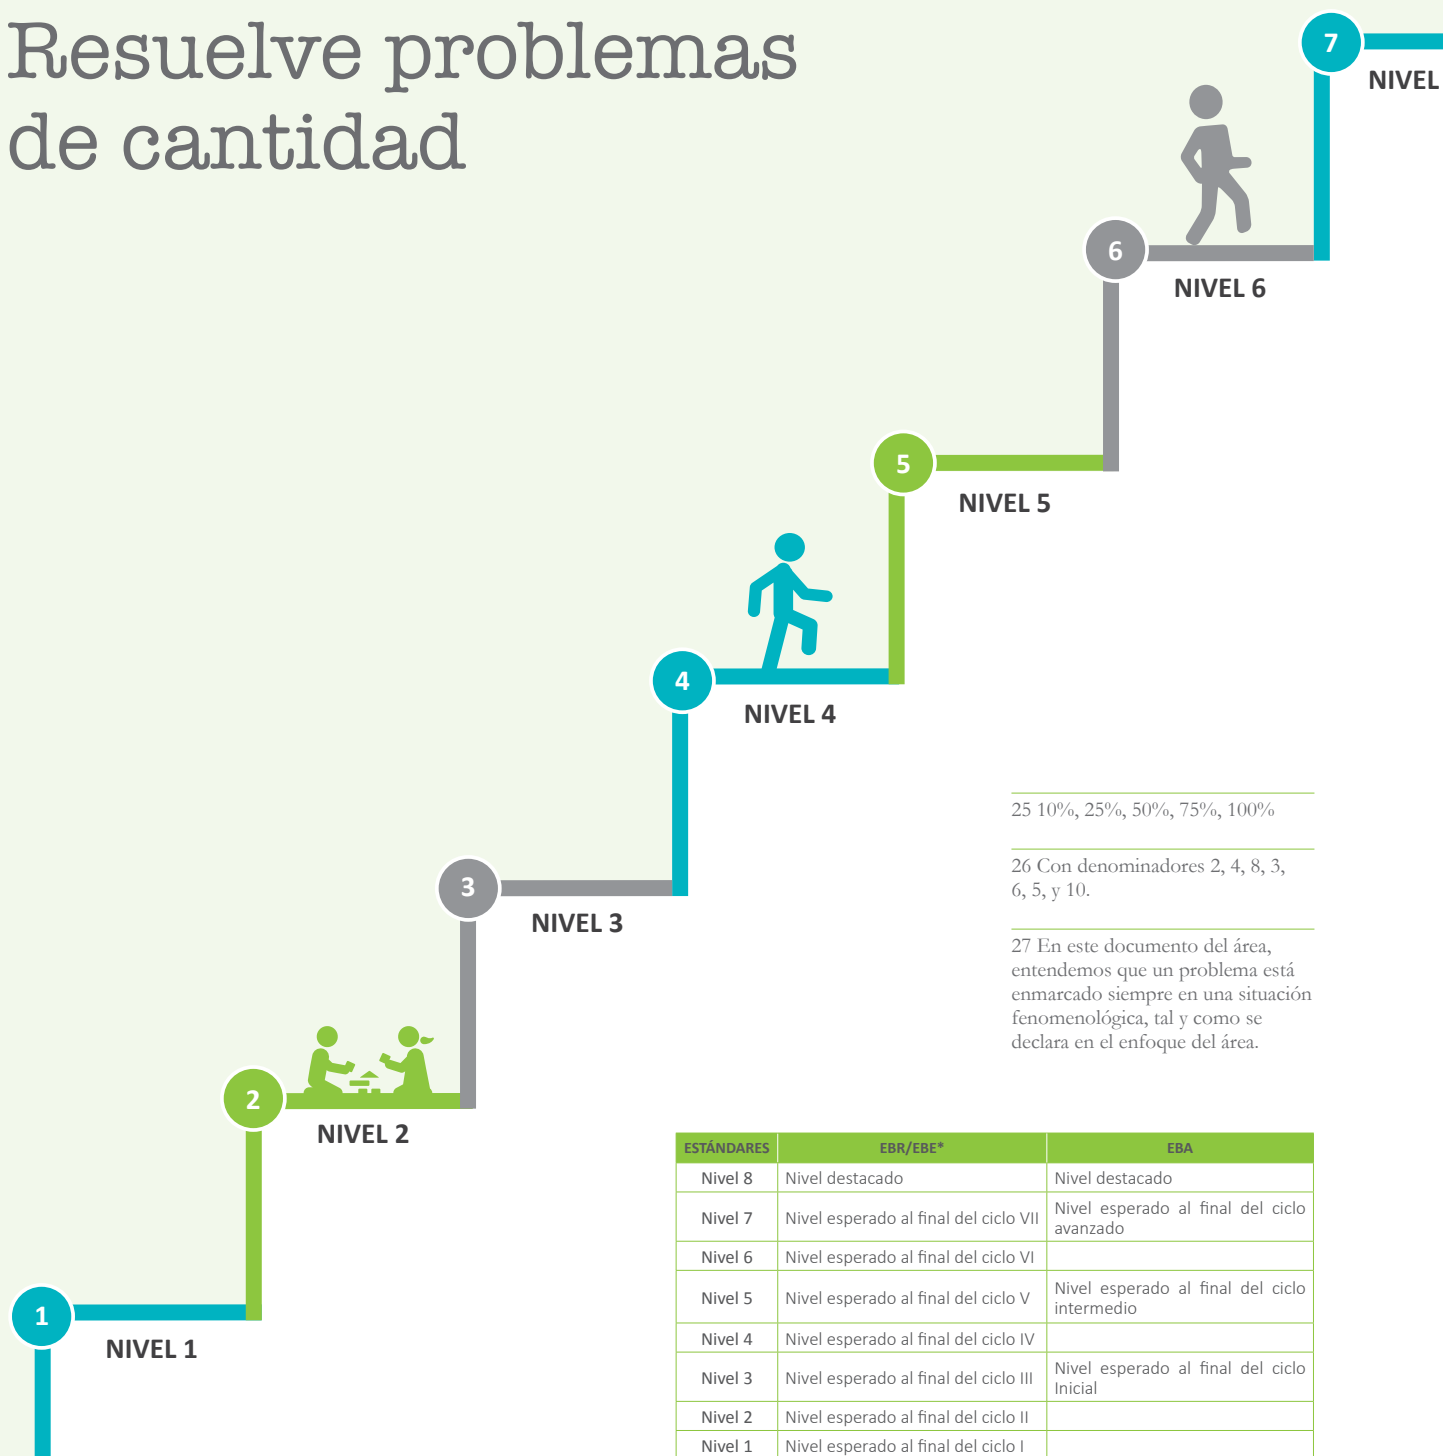 Resuelve problemas
de cantidad
7
NIVEL
6
NIVEL 6
5
NIVEL 5
4
NIVEL 4
3
NIVEL 3
2
NIVEL 2
1
NIVEL 1
25 10%, 25%, 50%, 75%, 100%
26 Con denominadores 2, 4, 8, 3,
6, 5, y 10.
27 En este documento del área,
entendemos que un problema está
enmarcado siempre en una situación
fenomenológica, tal y como se
declara en el enfoque del área.
ESTÁNDARES EBR/EBE* EBA
Nivel 8 Nivel destacado Nivel destacado
Nivel 7 Nivel esperado al final del ciclo VII Nivel esperado al final del ciclo
avanzado
Nivel 6 Nivel esperado al final del ciclo VI
Nivel 5 Nivel esperado al final del ciclo V Nivel esperado al final del ciclo
intermedio
Nivel 4 Nivel esperado al final del ciclo IV
Nivel 3 Nivel esperado al final del ciclo III Nivel esperado al final del ciclo
Inicial
Nivel 2 Nivel esperado al final del ciclo II
Nivel 1 Nivel esperado al final del ciclo I